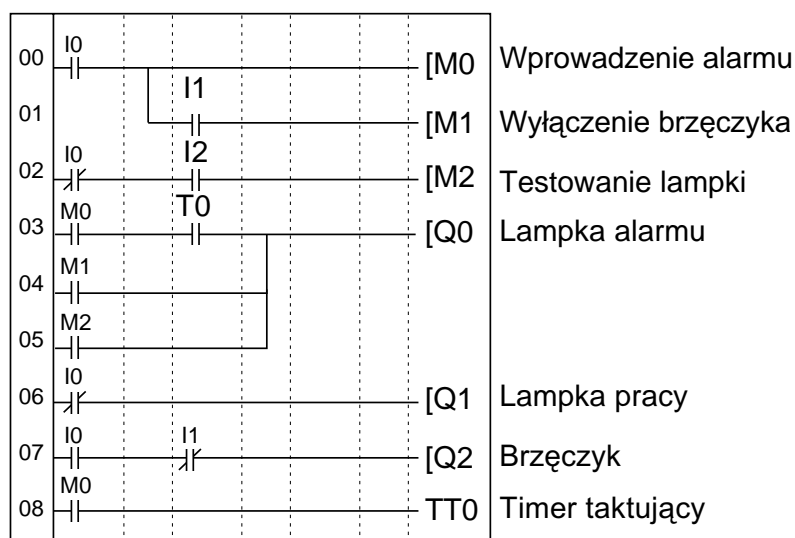 00 I0 [M0 Wprowadzenie alarmu
01 I1 [M1 Wyłączenie brzęczyka
02 I0 I2 [M2 Testowanie lampki
03 M0 T0 [Q0 Lampka alarmu
04 M1
05 M2
06 I0 [Q1 Lampka pracy
07 I0 I1 [Q2 Brzęczyk
08 M0 TT0 Timer taktujący